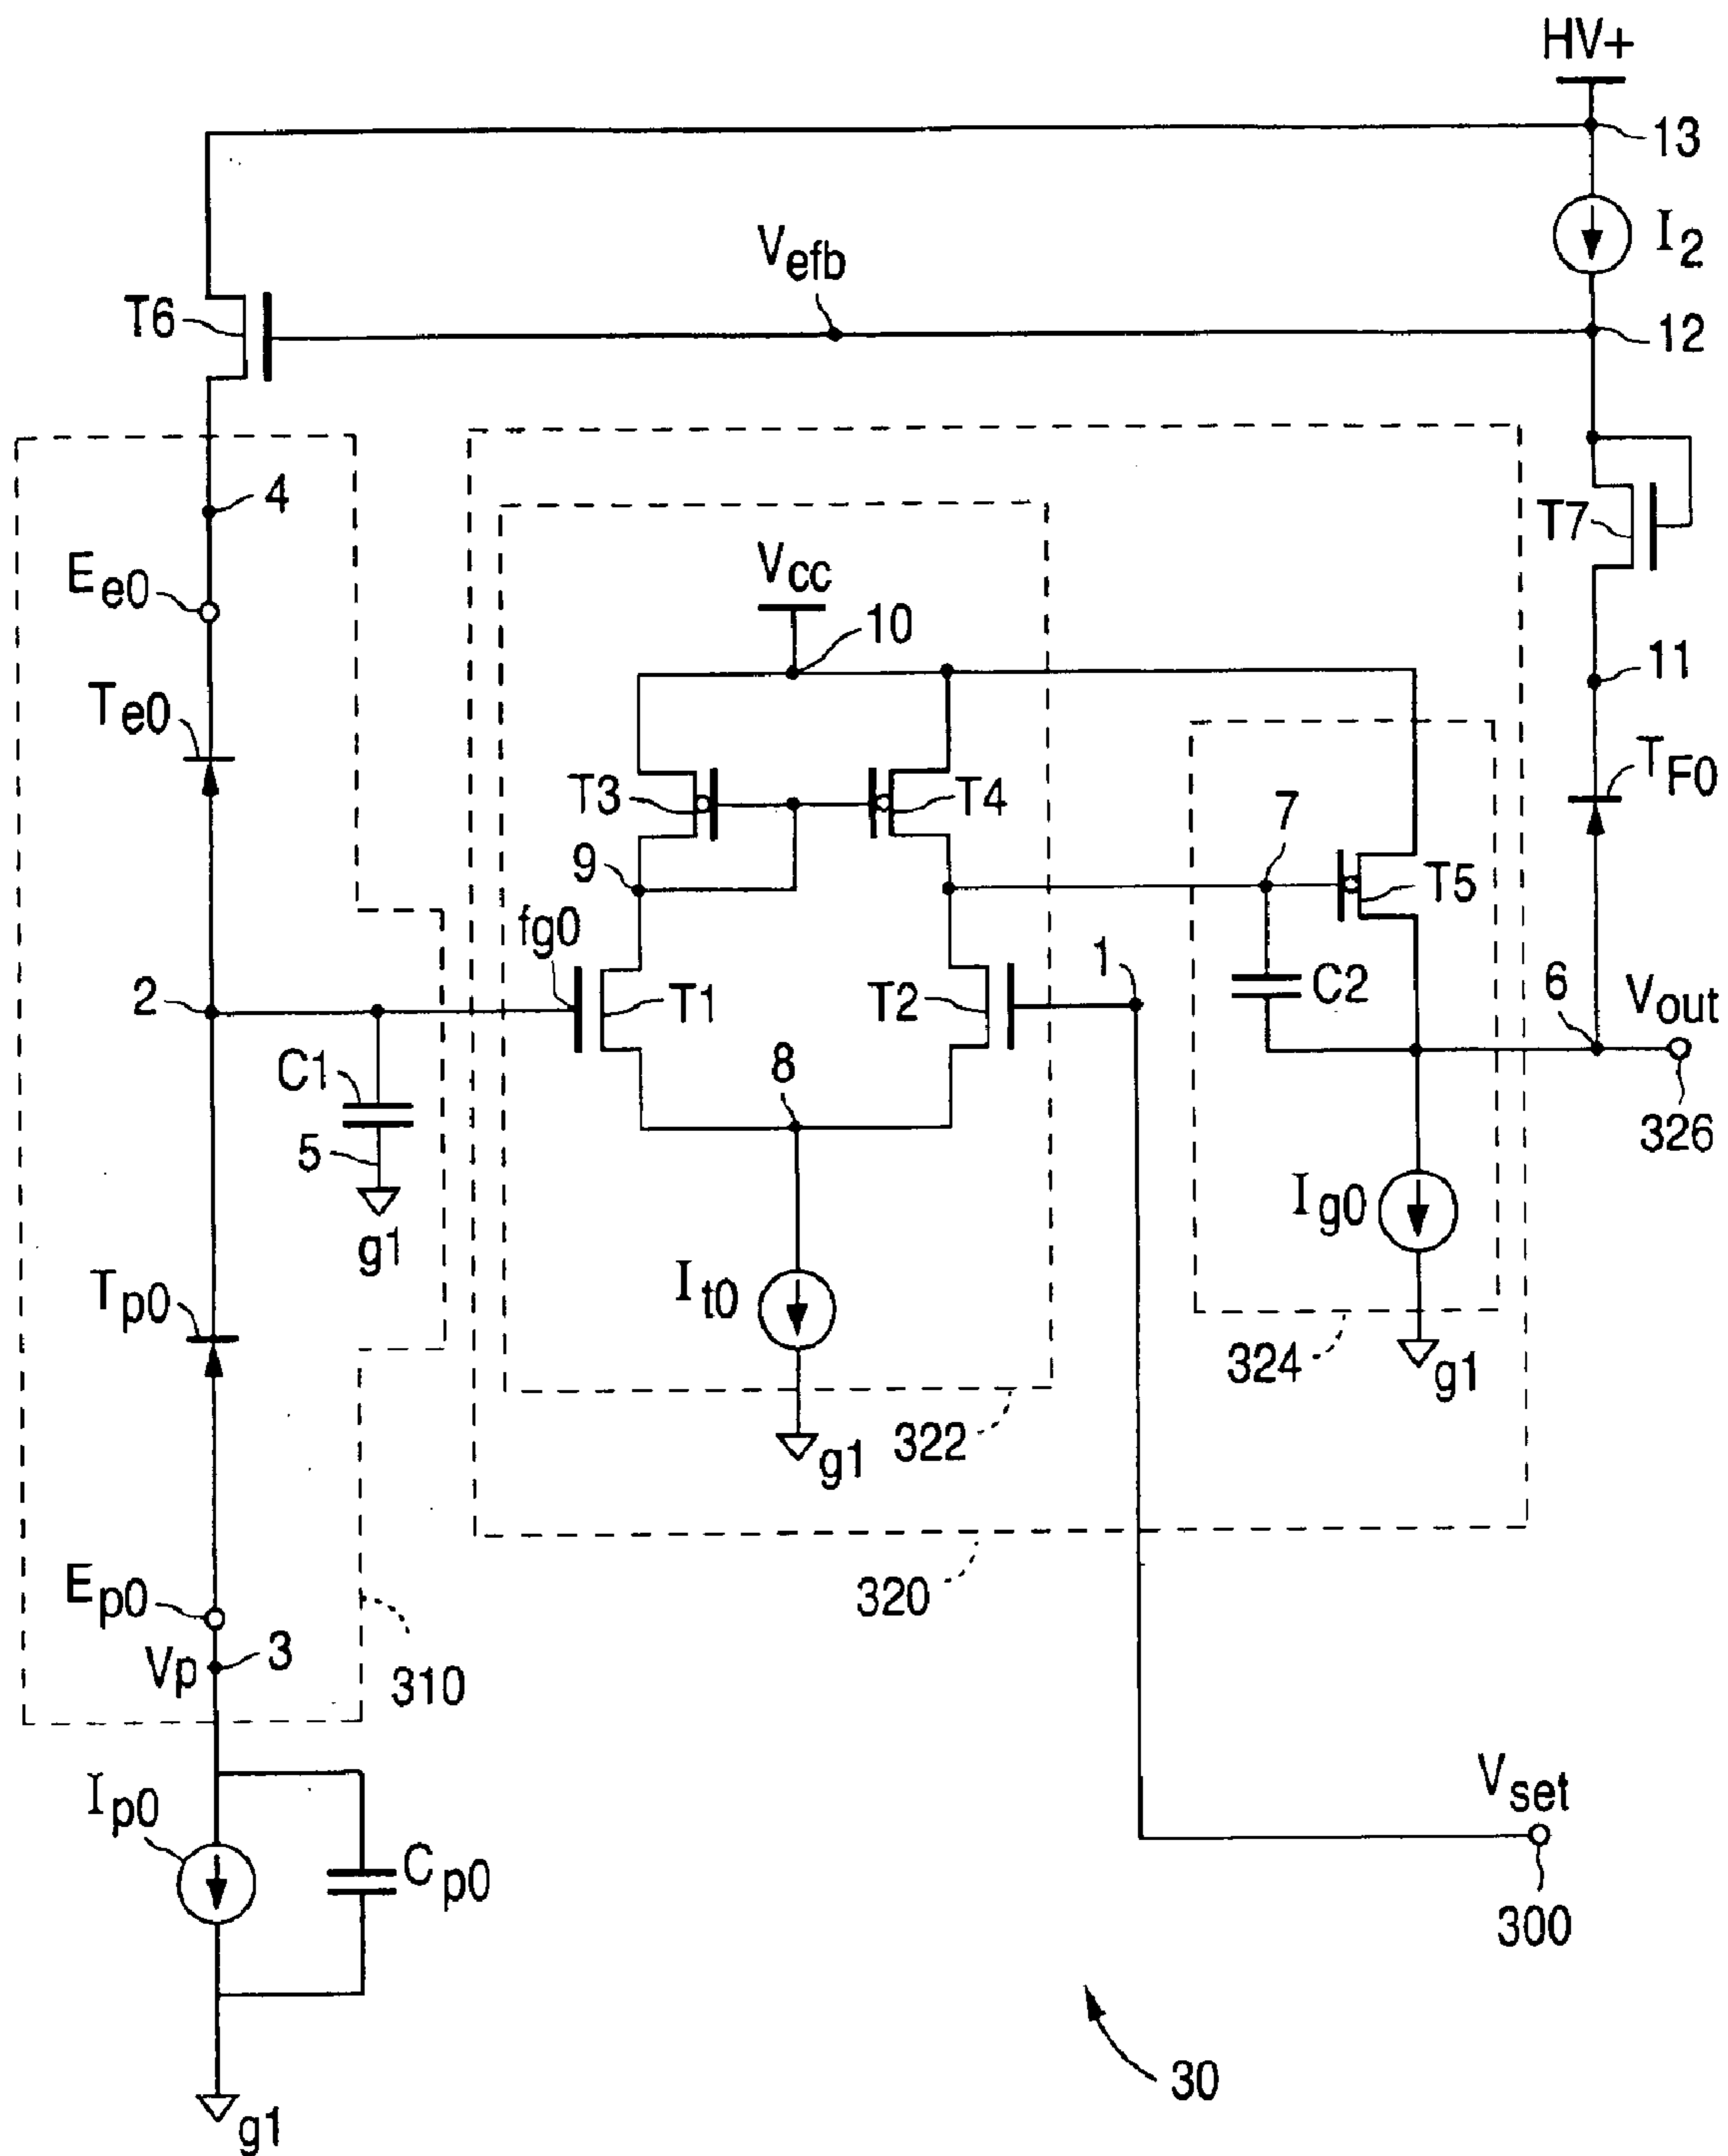 HV+
13
I2
Vefb
T6
12
4
T7
Ee0
Vcc
10
11
Te0
TF0
T3
T4
7
9
T5
fg0
1
2
T1
T2
C2
6
Vout
C1
8
5
326
g1
Ig0
Tp0
It0
324
g1
322
g1
Ep0
320
Vp
3
310
Vset
Ip0
Cp0
300
30
g1